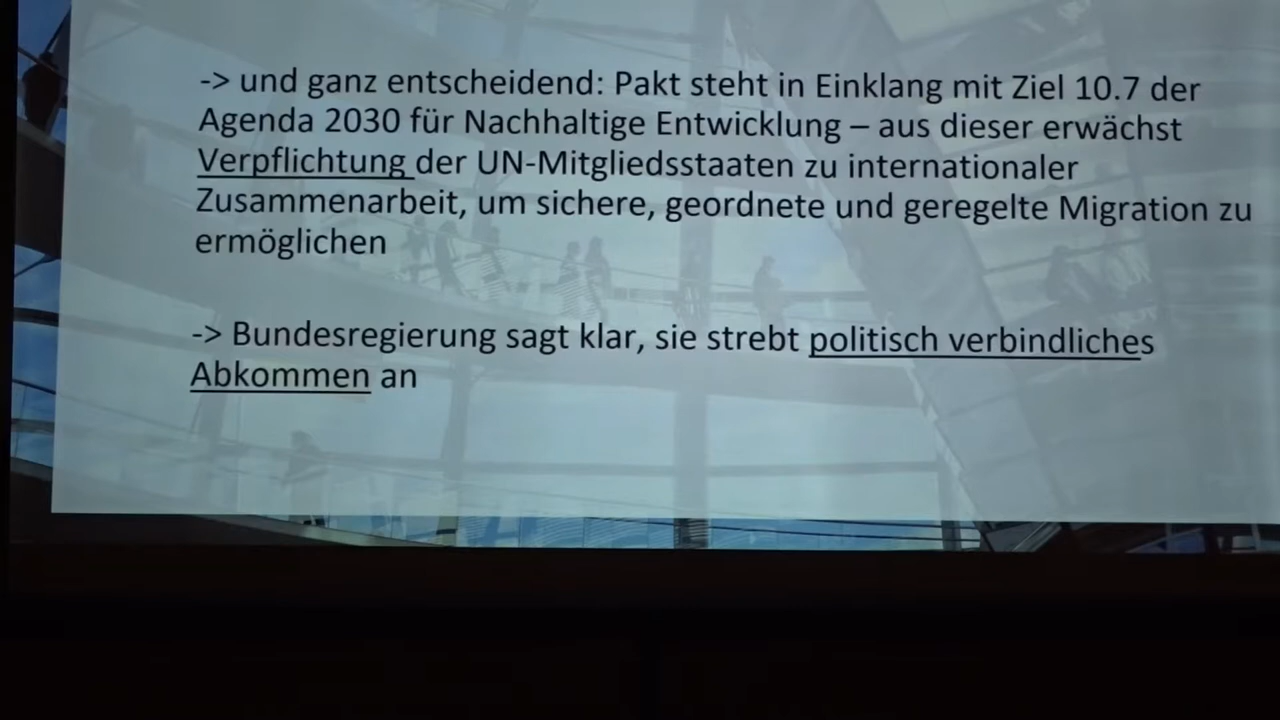 -> und ganz entscheidend: Pakt steht in Einklang mit Ziel 10.7 der
Agenda 2030 für Nachhaltige Entwicklung – aus dieser erwächst
Verpflichtung der UN-Mitgliedsstaaten zu internationaler
Zusammenarbeit, um sichere, geordnete und geregelte Migration zu
ermöglichen
-> Bundesregierung sagt klar, sie strebt politisch verbindliches
Abkommen an